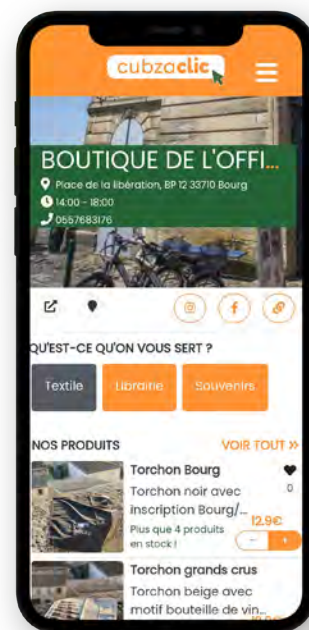 cubzaclic
BOUTIQUE DE L'OFFI...
Place de la libération, BP 12 33710 Bourg
14:00 - 18:00
0557683176
QU'EST-CE QU'ON VOUS SERT ?
Textile Librairie Souvenirs
NOS PRODUITS VOIR TOUT »
Torchon Bourg
0
Torchon noir avec
inscription Bourg/...
12.9€
Plus que 4 produits
en stock !
- +
Torchon grands crus
Torchon beige avec
motif bouteille de vin...